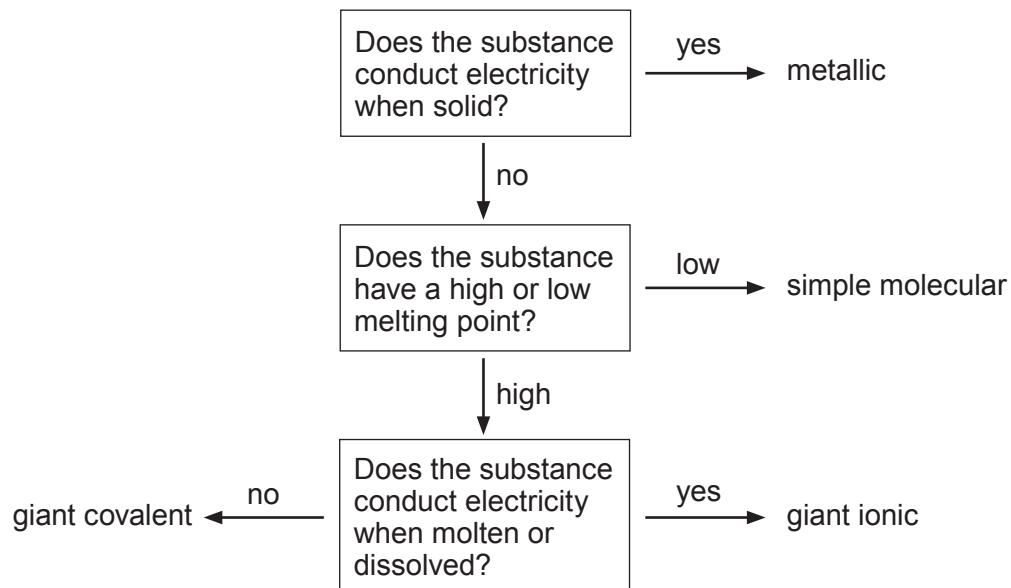 Does the substance
conduct electricity
when solid?
yes
metallic
no
Does the substance
have a high or low
melting point?
low
simple molecular
high
Does the substance
conduct electricity
when molten or
dissolved?
no
giant covalent
yes
giant ionic